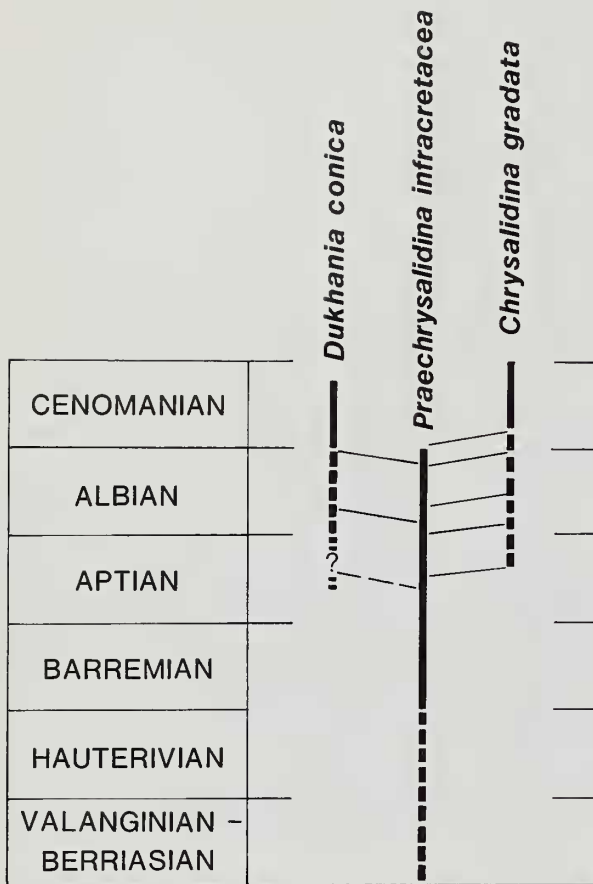 Dukhania conica
Praechrysalidina infracretacea
Chrysalidina gradata
CENOMANIAN
ALBIAN
APTIAN
?
BARREMIAN
HAUTERIVIAN
VALANGINIAN -
BERRIASIAN